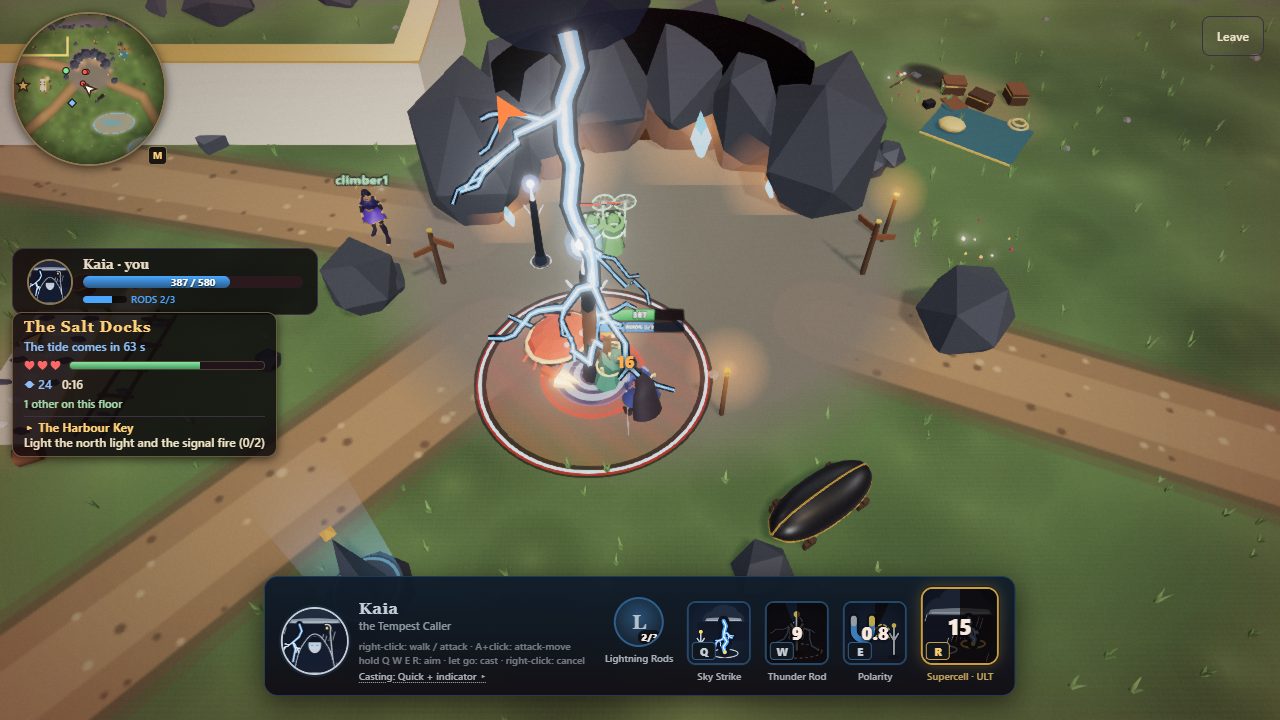 Leave
M
climber1
Kaia · you
387 / 580
RODS 2/3
The Salt Docks
The tide comes in 63 s
24 0:16
1 other on this floor
▸ The Harbour Key
Light the north light and the signal fire (0/2)
387
16
Kaia
the Tempest Caller
right-click: walk / attack · A+click: attack-move
hold Q W E R: aim · let go: cast · right-click: cancel
Casting: Quick + indicator ▸
L
2/3
Lightning Rods
Q
Sky Strike
9
W
Thunder Rod
0.8
E
Polarity
15
R
Supercell · ULT